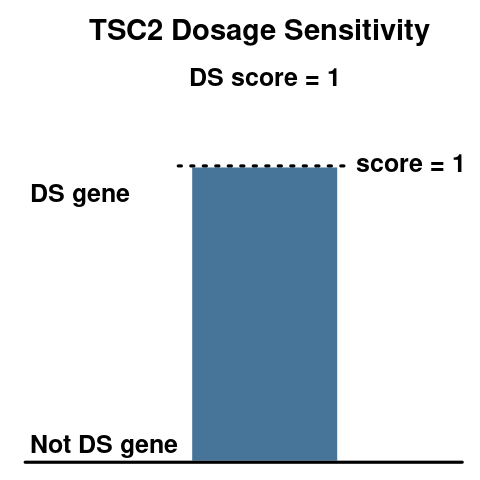 TSC2 Dosage Sensitivity
DS score = 1
score = 1
DS gene
Not DS gene